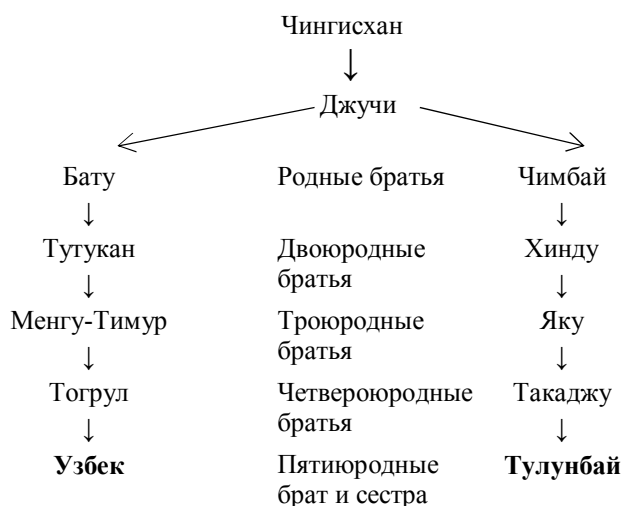 Чингисхан
↓
Джучи
Бату Родные братья Чимбай
↓ ↓
Тутукан Двоюродные братья Хинду
↓ ↓
Менгу-Тимур Троюродные братья Яку
↓ ↓
Тогрул Четвероюродные братья Такаджу
↓ ↓
Узбек Пятиюродные брат и сестра Тулунбай